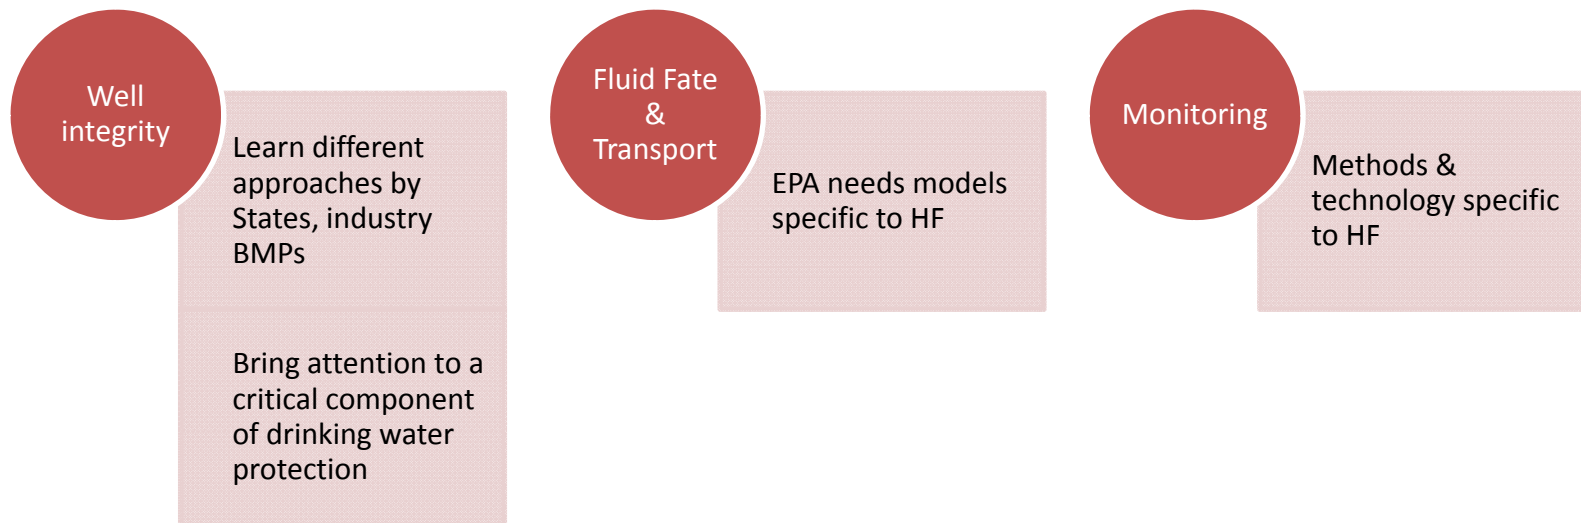 Well
integrity
Learn different
approaches by
States, industry
BMPs
Bring attention to a
critical component
of drinking water
protection
Fluid Fate
&
Transport
EPA needs models
specific to HF
Monitoring
Methods &
technology specific
to HF